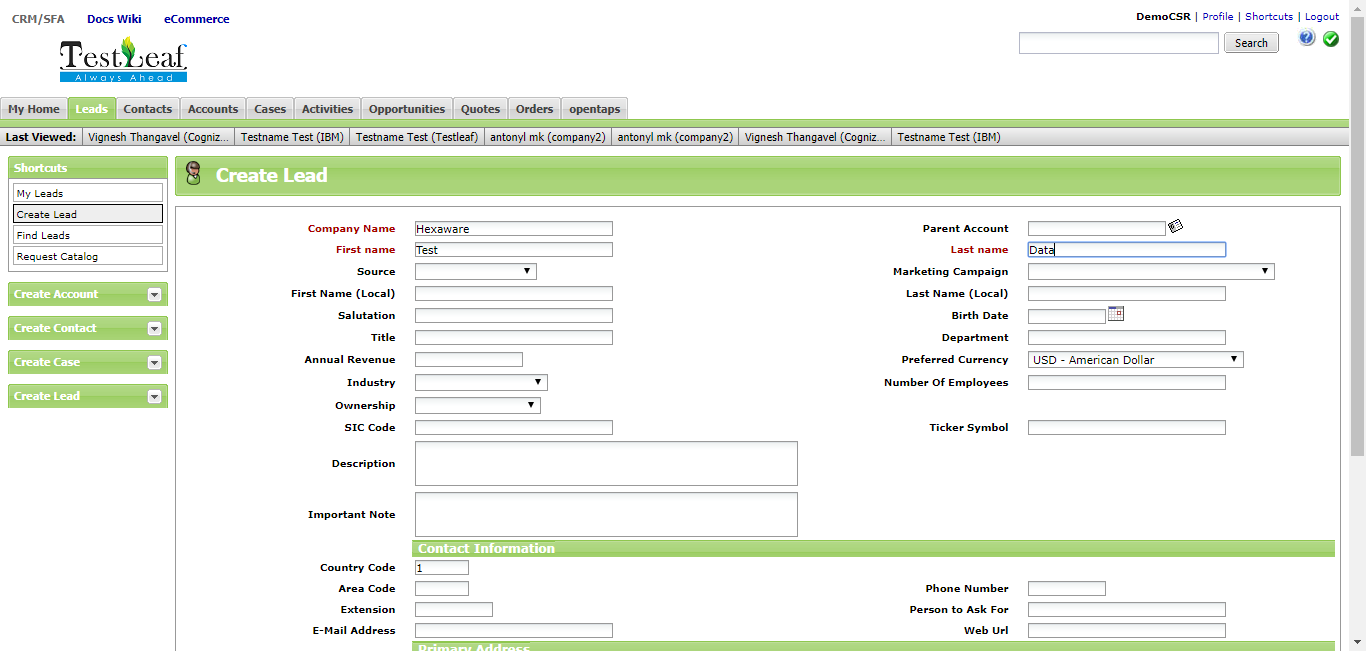 CRM/SFA Docs Wiki eCommerce
DemoCSR | Profile | Shortcuts | Logout
TestLeaf
Always Ahead
Search
My Home Leads Contacts Accounts Cases Activities Opportunities Quotes Orders opentaps
Last Viewed: Vignesh Thangavel (Cogniz... Testname Test (IBM) Testname Test (Testleaf) antonyl mk (company2) antonyl mk (company2) Vignesh Thangavel (Cogniz... Testname Test (IBM)
Shortcuts
My Leads
Create Lead
Find Leads
Request Catalog
Create Account
Create Contact
Create Case
Create Lead
Create Lead
Company Name Hexaware Parent Account
First name Test Last name Data
Source Marketing Campaign
First Name (Local) Last Name (Local)
Salutation Birth Date
Title Department
Annual Revenue Preferred Currency USD - American Dollar
Industry Number Of Employees
Ownership
SIC Code Ticker Symbol
Description
Important Note
Contact Information
Country Code 1
Area Code Phone Number
Extension Person to Ask For
E-Mail Address Web Url
Primary Address